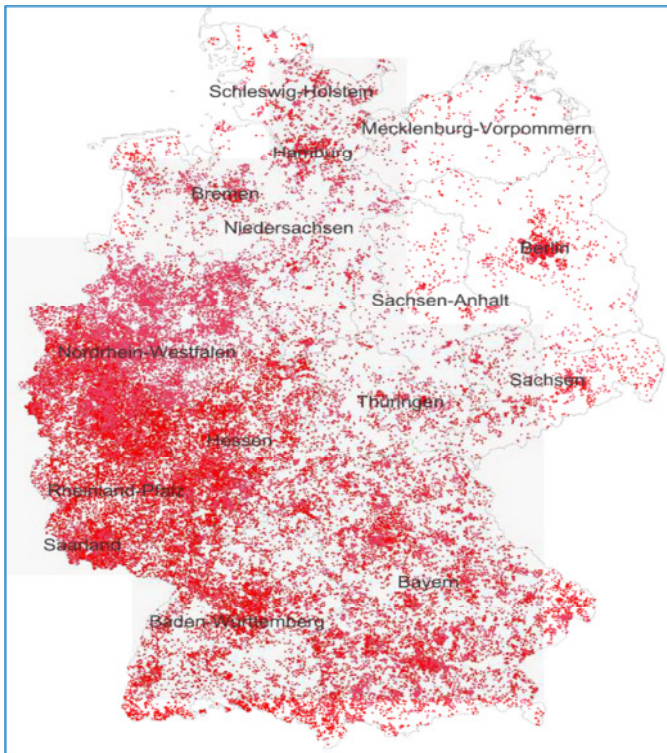 Schleswig-Holstein
Mecklenburg-Vorpommern
Hamburg
Bremen
Niedersachsen
Berlin
Sachsen-Anhalt
Nordrhein-Westfalen
Sachsen
Thüringen
Hessen
Rheinland-Pfalz
Saarland
Bayern
Baden-Württemberg